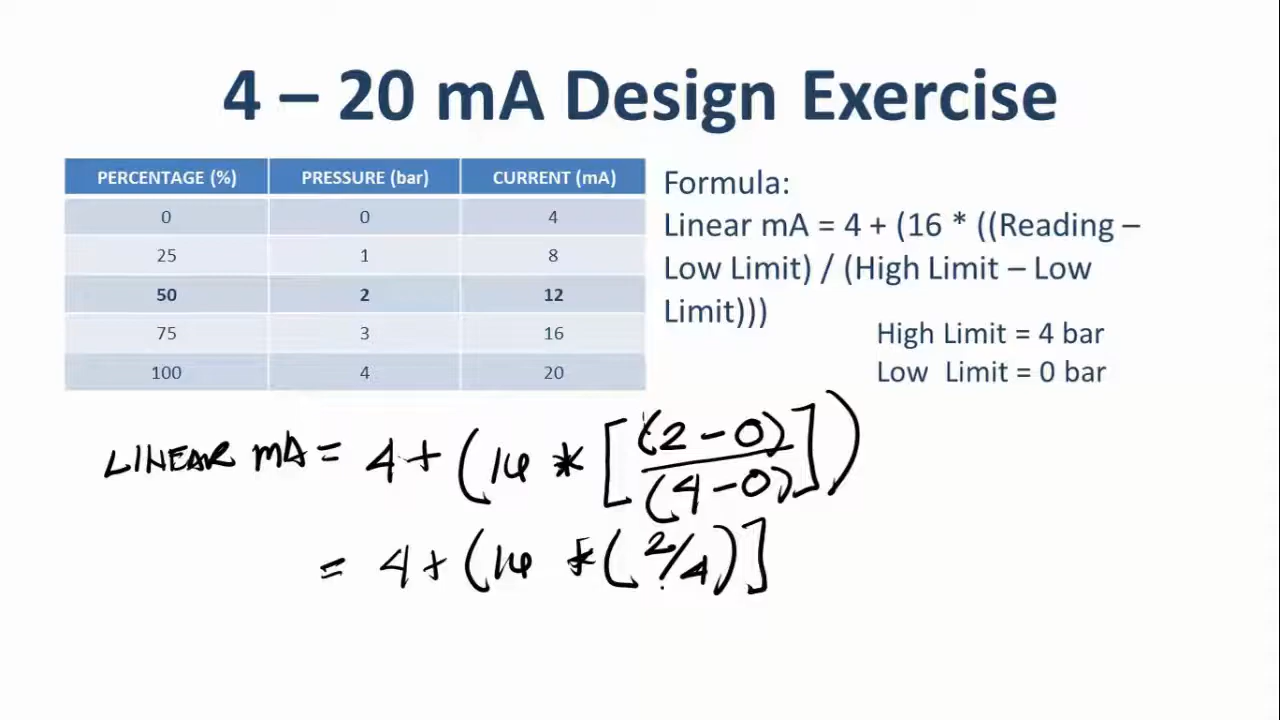 4 – 20 mA Design Exercise
PERCENTAGE (%) PRESSURE (bar) CURRENT (mA)
0 0 4
25 1 8
50 2 12
75 3 16
100 4 20
Formula:
Linear mA = 4 + (16 * ((Reading –
Low Limit) / (High Limit – Low
Limit)))
High Limit = 4 bar
Low Limit = 0 bar
LINEAR mA = 4 + (16 * [(2 - 0) / (4 - 0)])
= 4 + (16 * (2/4)]